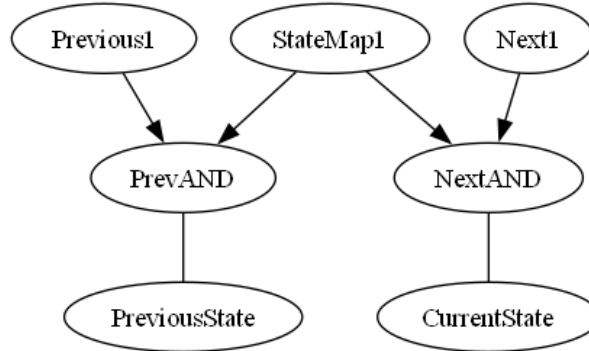 Previous1
StateMap1
Next1
PrevAND
NextAND
PreviousState
CurrentState